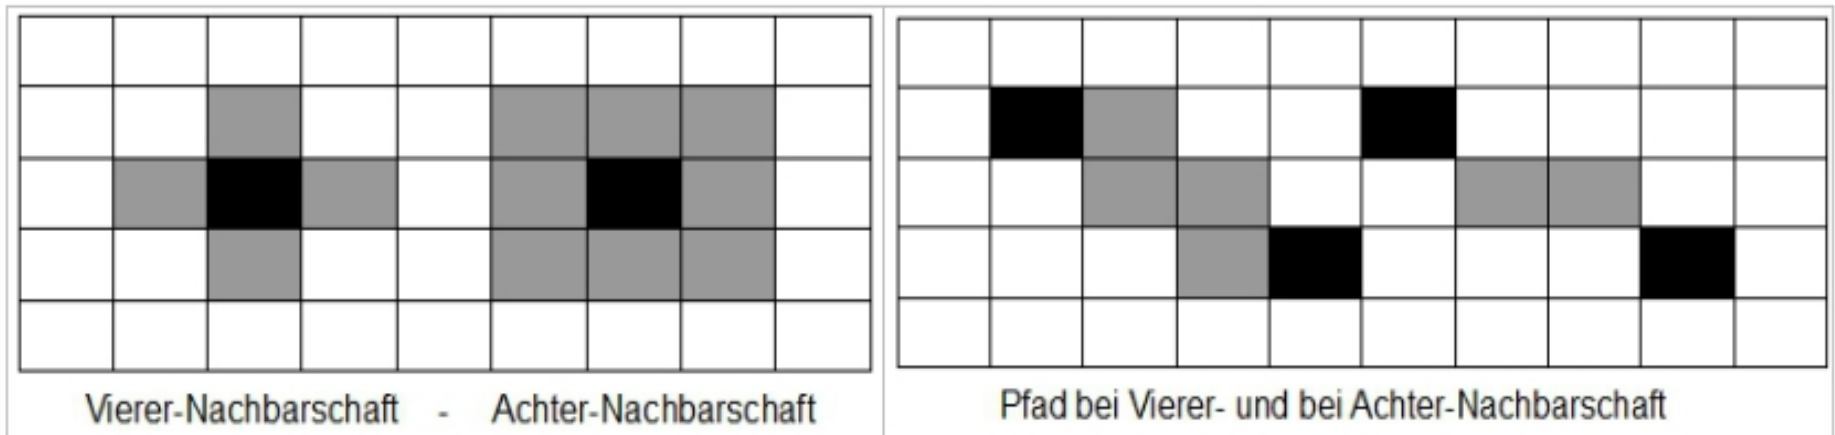 Vierer-Nachbarschaft - Achter-Nachbarschaft
Pfad bei Vierer- und bei Achter-Nachbarschaft